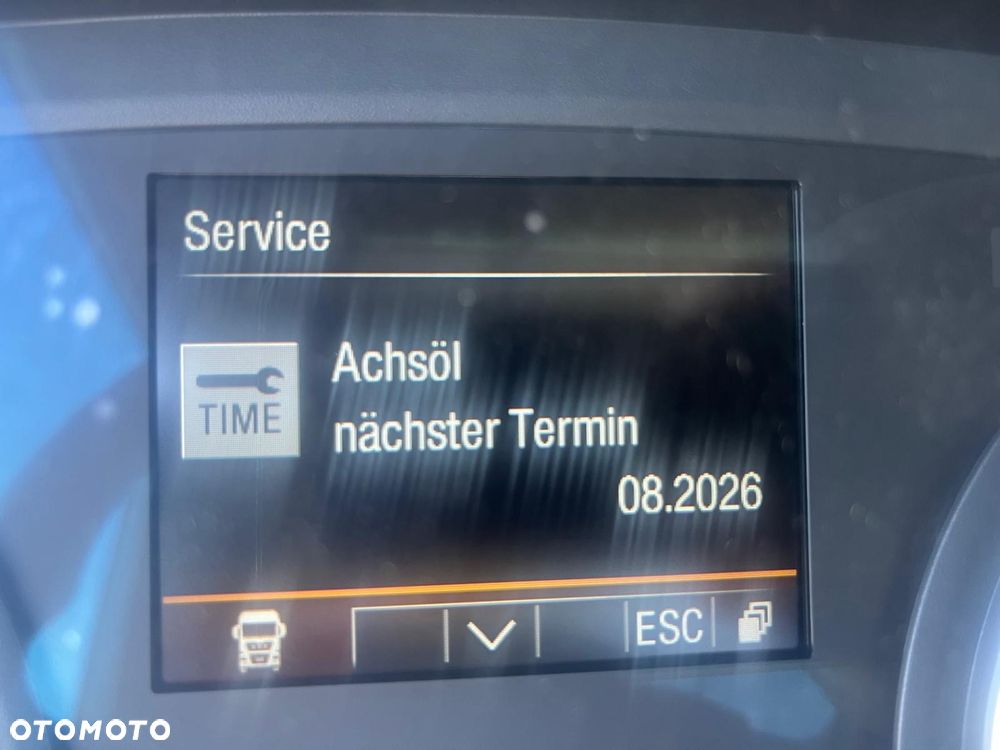 Service
TIME
Achsöl
nächster Termin
08.2026
ESC
OTOMOTO